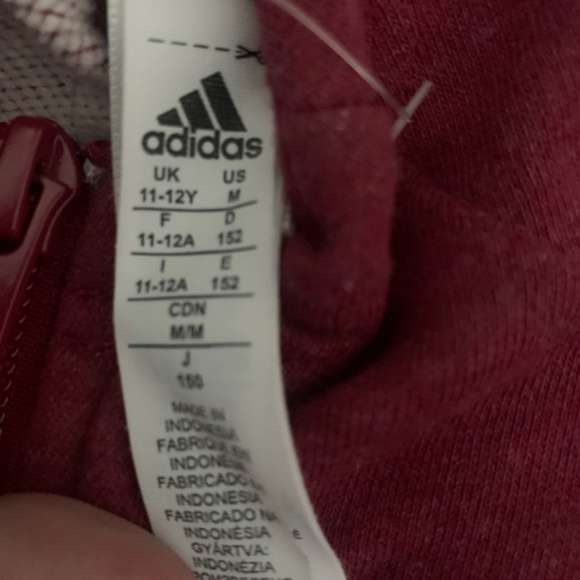 adidas
UK US
11-12Y M
F D
11-12A 152
I E
11-12A 152
CDN
M/M
J
150
MADE IN
INDONESIA
FABRIQUÉ EN
INDONÉSIE
FABRICADO
INDONESIA
FABRICADO NA
INDONÉSIA
GYÁRTVA:
INDONÉZIA